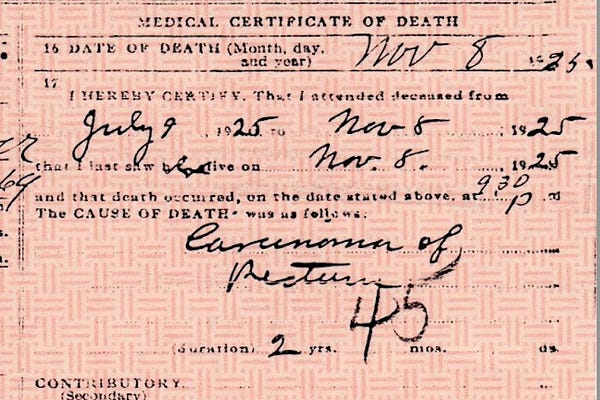 MEDICAL CERTIFICATE OF DEATH
16 DATE OF DEATH (Month, day, and year) Nov 8 1925.
17
I HEREBY CERTIFY, That I attended deceased from
July 9, 1925 to Nov. 8, 1925
that I last saw h alive on Nov. 8., 1925
and that death occurred, on the date stated above, at 9,30 p m
The CAUSE OF DEATH* was as follows:
Carcinoma of
Rectum
45
(duration) 2 yrs. mos. ds.
CONTRIBUTORY.
(Secondary)